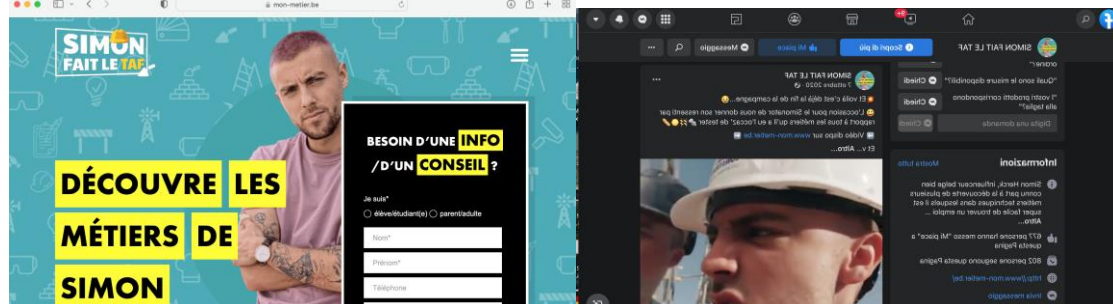 mon-metier.be
SIMON
FAIT LE TAF
DÉCOUVRE LES
MÉTIERS DE
SIMON
BESOIN D'UNE INFO
/D'UN CONSEIL ?
Je suis*
élève/étudiant(e) parent/adulte
Nom*
Prénom*
Téléphone
SIMON FAIT LE TAF
Scopri di più
Mi piace
Messaggio
ordine?"
"Quali sono le misure disponibili?" Chiedi
"I vostri prodotti corrispondono
alla taglia?" Chiedi
Digita una domanda Chiedi
Informazioni Mostra tutto
Simon Herck, influenceur belge bien
connu part à la découverte de plusieurs
métiers techniques dans lesquels il est
super facile de trouver un emploi ...
Altro...
677 persone hanno messo "Mi piace" a
questa Pagina
802 persone seguono questa Pagina
http://www.mon-metier.be/
Invia messaggio
SIMON FAIT LE TAF
7 ottobre 2020
Et voilà c'est déjà la fin de la campagne...
L'occasion pour le Simonator de nous donner son ressenti par
rapport à tous les métiers qu'il a eu l'occaz' de tester
Vidéo dispo sur www.mon-metier.be
Et v... Altro...